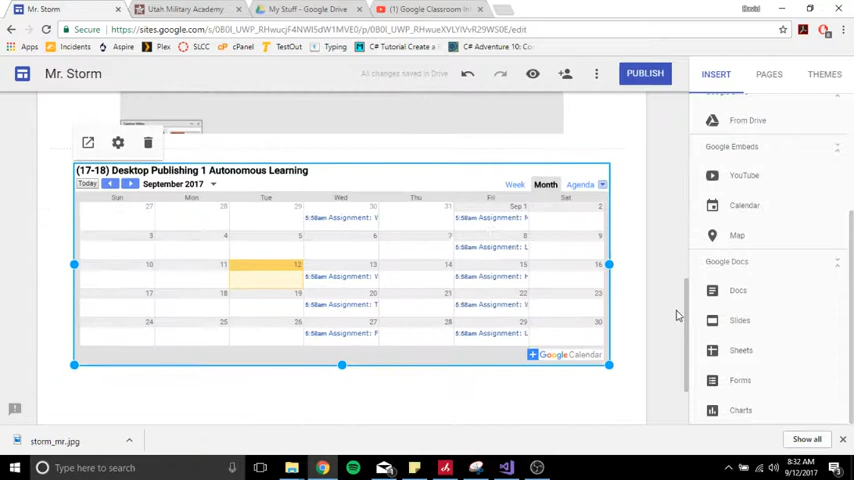 Mr. Storm
Utah Military Academy
My Stuff - Google Drive
(1) Google Classroom In
David
https://sites.google.com/
Apps
Incidents
Asping
Plex
SLCC
cPanel
TestOut
Typing
C# Tutorial Create a F
C# Adventure 10: Cor
Mr. Storm
All changes saved in Drive
PUBLISH
INSERT
PAGES
THEMES
From Drive
Google Embeds
YouTube
Calendar
Map
Google Docs
Docs
Slides
Sheets
Forms
Charts
(17-18) Desktop Publishing 1 Autonomous Learning
Today
September 2017
Week
Month
Agenda
Sun Mon Tue Wed Thu Fri Sat
27 28 29 30 31 Sep 1 2
5:58am Assignment: 5:58am Assignment:
3 4 5 6 7 8 9
5:58am Assignment: L
10 11 12 13 14 15 16
5:58am Assignment: 5:58am Assignment:
17 18 19 20 21 22 23
5:58am Assignment: T 5:58am Assignment: L
24 25 26 27 28 29 30
5:58am Assignment: F 5:58am Assignment: L
Google Calendar
storm_mr.jpg
Show all
Type here to search
8:32 AM
9/12/2017